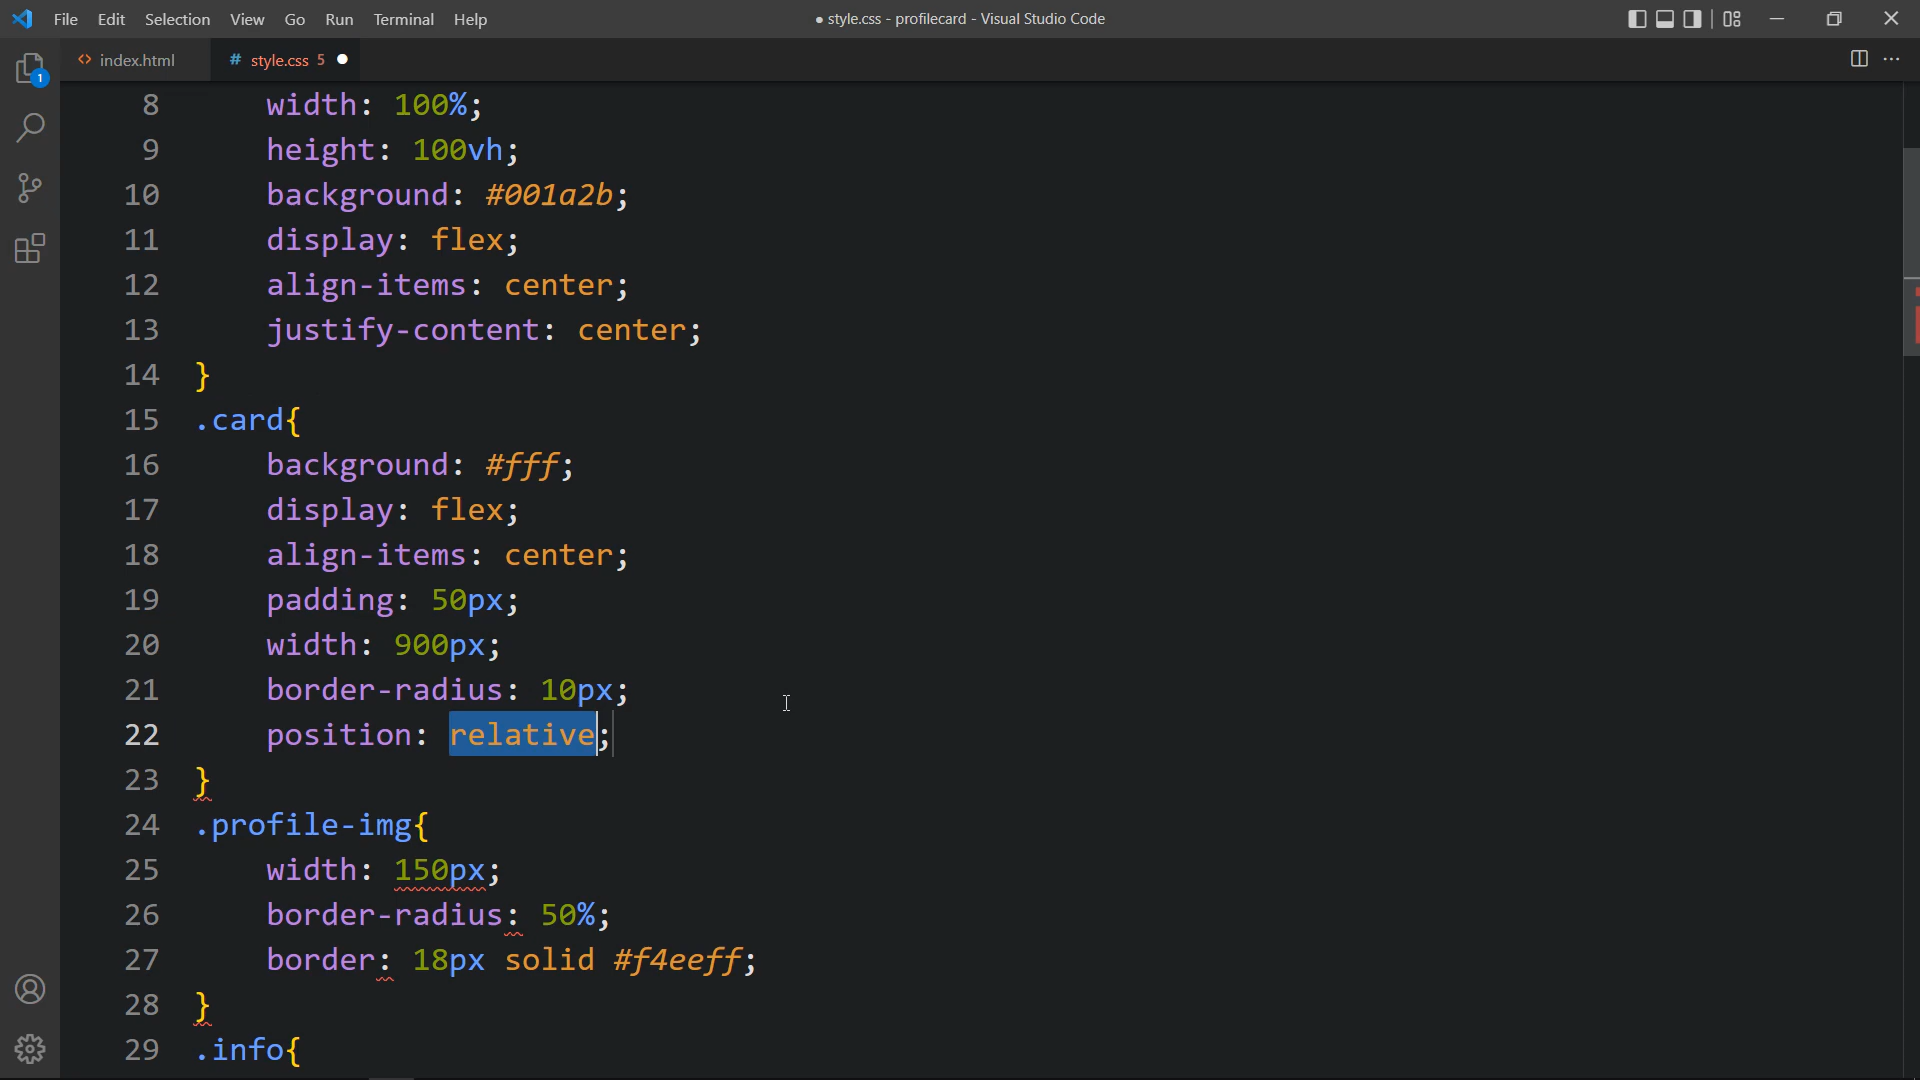 File Edit Selection View Go Run Terminal Help
● style.css - profilecard - Visual Studio Code
1
<> index.html
# style.css 5 ●
8 width: 100%;
9 height: 100vh;
10 background: #001a2b;
11 display: flex;
12 align-items: center;
13 justify-content: center;
14 }
15 .card{
16 background: #fff;
17 display: flex;
18 align-items: center;
19 padding: 50px;
20 width: 900px;
21 border-radius: 10px;
22 position: relative;
23 }
24 .profile-img{
25 width: 150px;
26 border-radius: 50%;
27 border: 18px solid #f4eeff;
28 }
29 .info{